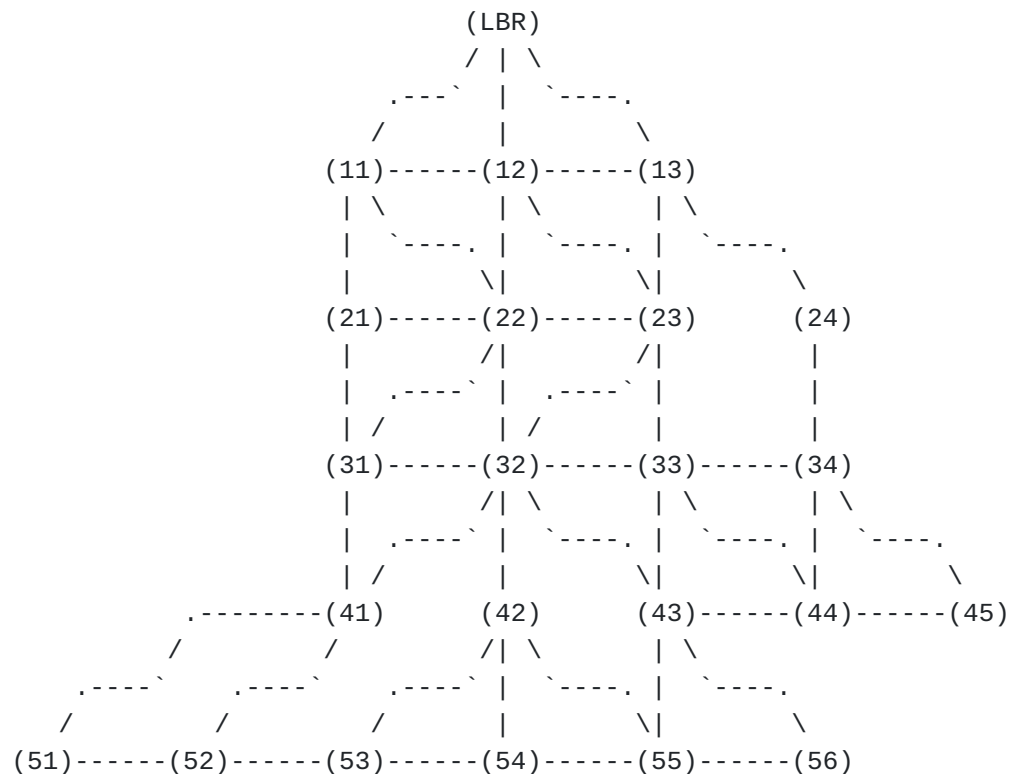 (LBR)
/ | \
.---` | `----.
/ | \
(11)------(12)------(13)
| \ | \ | \
| `----. | `----. | `----.
| \| \| \
(21)------(22)------(23) (24)
| /| /| |
| .----` | .----` | |
| / | / | |
(31)------(32)------(33)------(34)
| /| \ | \ | \
| .----` | `----. | `----. | `----.
| / | \| \| \
.--------(41) (42) (43)------(44)------(45)
/ / /| \ | \
.----` .----` .----` | `----. | `----.
/ / / | \| \
(51)------(52)------(53)------(54)------(55)------(56)